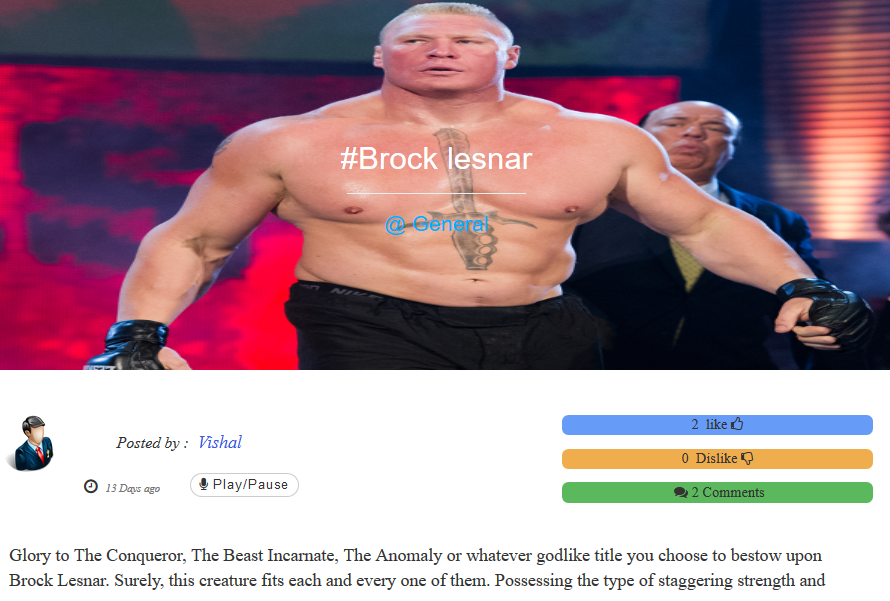 #Brock lesnar
@ General
NIKE
Posted by : Vishal
13 Days ago
Play/Pause
2 like
0 Dislike
2 Comments
Glory to The Conqueror, The Beast Incarnate, The Anomaly or whatever godlike title you choose to bestow upon
Brock Lesnar. Surely, this creature fits each and every one of them. Possessing the type of staggering strength and